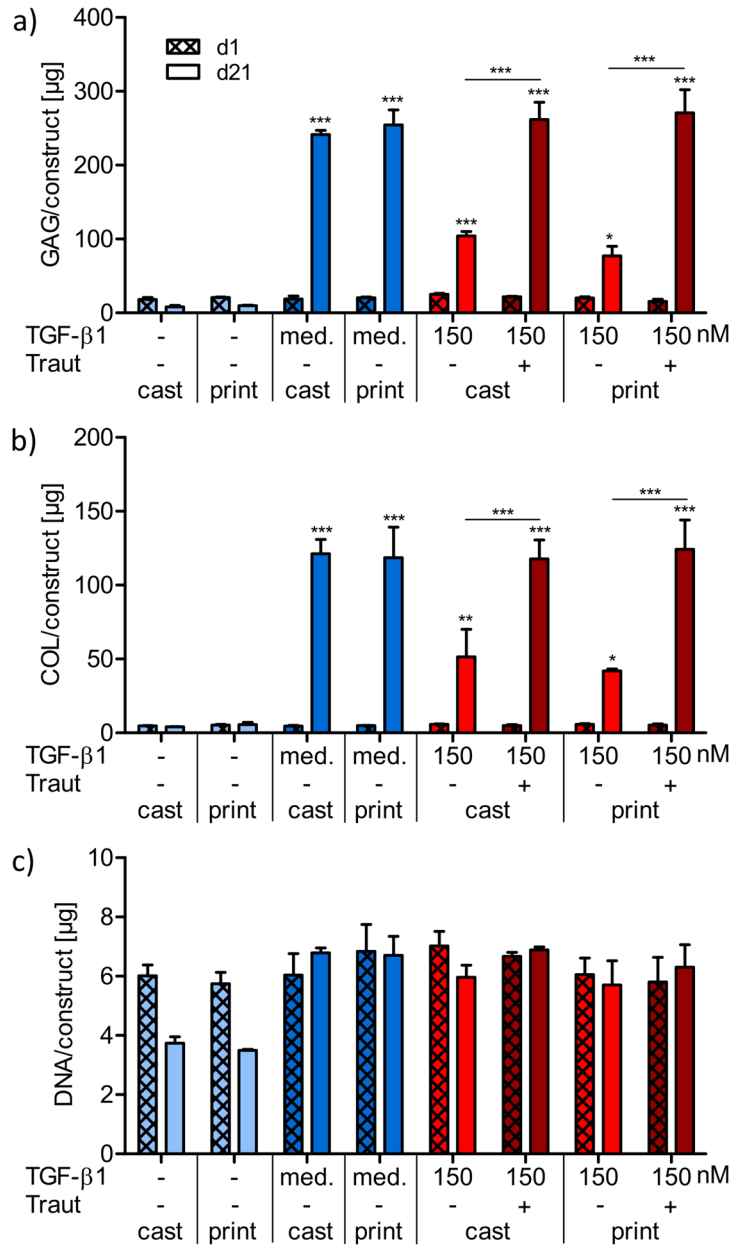 a)
GAG/construct [µg]
400
300
200
100
0
d1
d21
*** *** *** *** *** * *** ***
TGF-β1 - - med. med. 150 150 150 150 nM
Traut - - - - - + - +
cast print cast print cast print
b)
COL/construct [µg]
200
150
100
50
0
*** *** ** *** *** * *** ***
TGF-β1 - - med. med. 150 150 150 150 nM
Traut - - - - - + - +
cast print cast print cast print
c)
DNA/construct [µg]
10
8
6
4
2
0
TGF-β1 - - med. med. 150 150 150 150 nM
Traut - - - - - + - +
cast print cast print cast print